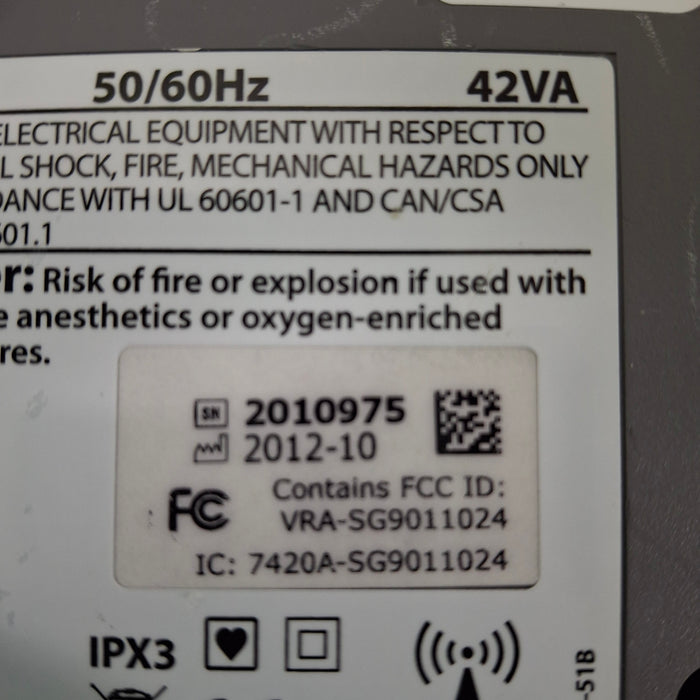 50/60Hz 42VA
ELECTRICAL EQUIPMENT WITH RESPECT TO
L SHOCK, FIRE, MECHANICAL HAZARDS ONLY
DANCE WITH UL 60601-1 AND CAN/CSA
601.1
r: Risk of fire or explosion if used with
e anesthetics or oxygen-enriched
res.
SN 2010975
2012-10
FC Contains FCC ID:
VRA-SG9011024
IC: 7420A-SG9011024
IPX3
-51B